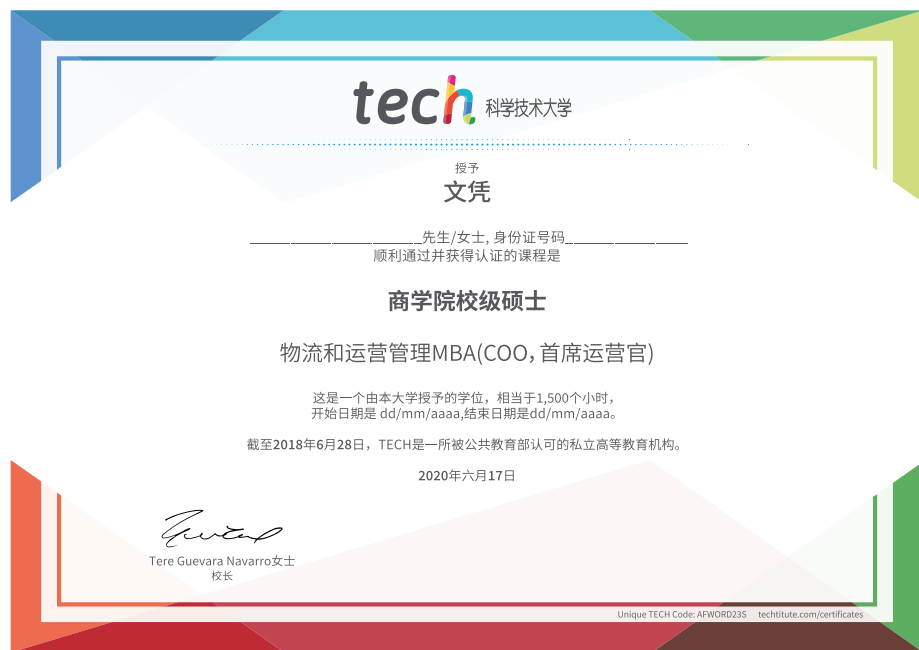 tech 科学技术大学
授予
文凭
_____________________先生/女士, 身份证号码_______________
顺利通过并获得认证的课程是
商学院校级硕士
物流和运营管理MBA(COO, 首席运营官)
这是一个由本大学授予的学位，相当于1,500个小时，
开始日期是 dd/mm/aaaa,结束日期是dd/mm/aaaa。
截至2018年6月28日，TECH是一所被公共教育部认可的私立高等教育机构。
2020年六月17日
Tere Guevara Navarro女士
校长
Unique TECH Code: AFWORD23S techtitute.com/certificates